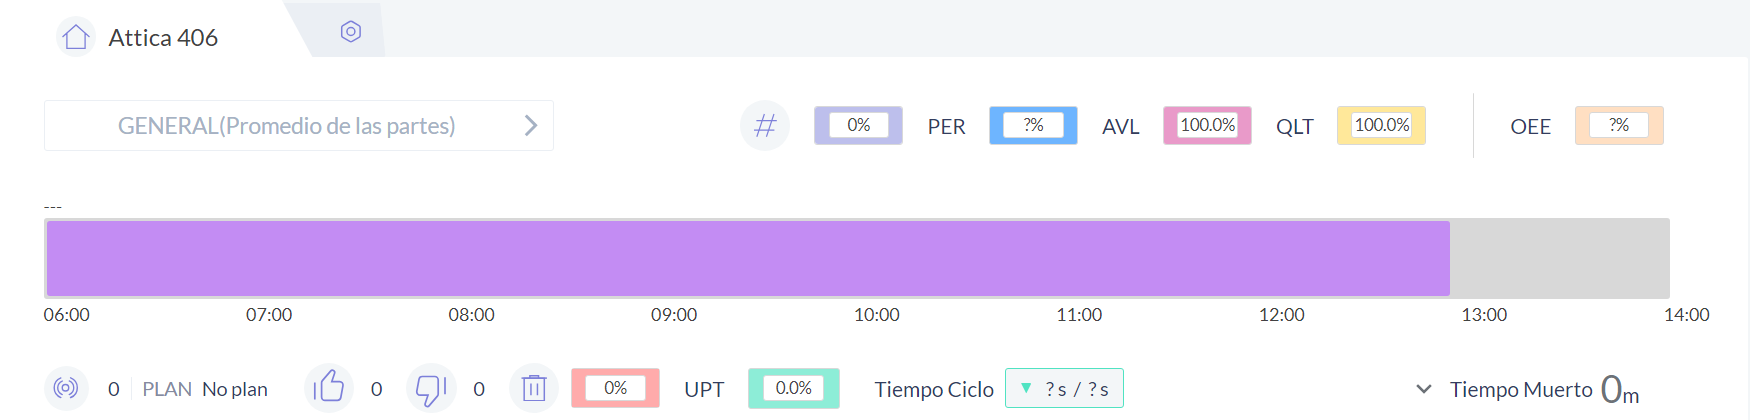 Attica 406
GENERAL(Promedio de las partes)
# 0% PER ?% AVL 100.0% QLT 100.0% OEE ?%
---
06:00 07:00 08:00 09:00 10:00 11:00 12:00 13:00 14:00
0 PLAN No plan 0 0 0% UPT 0.0% Tiempo Ciclo ▼ ?s / ?s Tiempo Muerto 0m